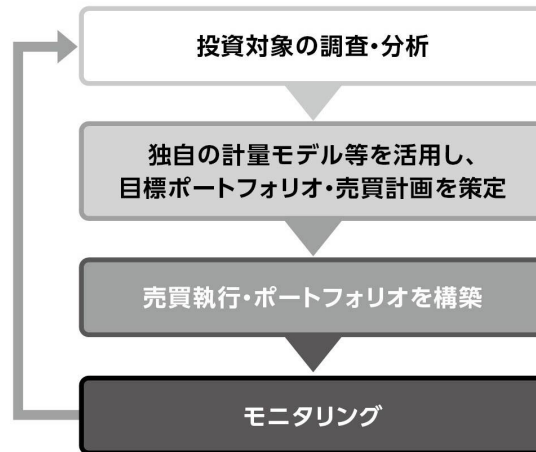 投資対象の調査・分析
独自の計量モデル等を活用し、
目標ポートフォリオ・売買計画を策定
売買執行・ポートフォリオを構築
モニタリング